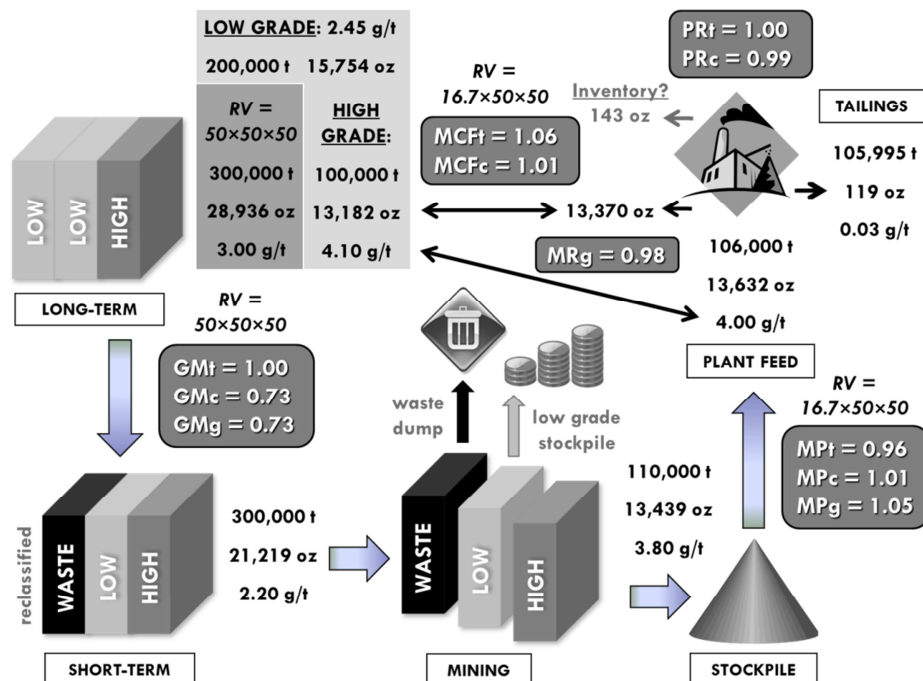 LOW GRADE: 2.45 g/t
200,000 t 15,754 oz
RV =
50×50×50
300,000 t
28,936 oz
3.00 g/t
HIGH
GRADE:
100,000 t
13,182 oz
4.10 g/t
LOW
LOW
HIGH
LONG-TERM
RV =
16.7×50×50
MCFt = 1.06
MCFc = 1.01
Inventory?
143 oz
PRt = 1.00
PRc = 0.99
TAILINGS
105,995 t
119 oz
0.03 g/t
13,370 oz
MRg = 0.98
106,000 t
13,632 oz
4.00 g/t
PLANT FEED
RV =
50×50×50
GMt = 1.00
GMc = 0.73
GMg = 0.73
waste
dump
low grade
stockpile
RV =
16.7×50×50
MPt = 0.96
MPc = 1.01
MPg = 1.05
reclassified
WASTE
LOW
HIGH
300,000 t
21,219 oz
2.20 g/t
SHORT-TERM
WASTE
LOW
HIGH
MINING
110,000 t
13,439 oz
3.80 g/t
STOCKPILE